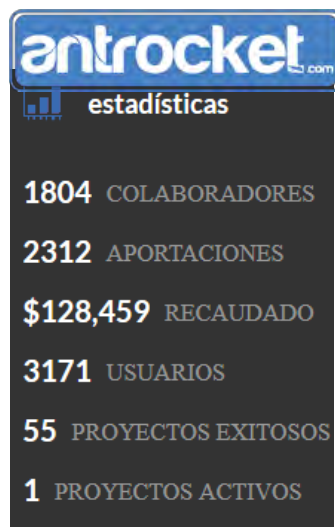 antrocket.com
estadísticas
1804 COLABORADORES
2312 APORTACIONES
$128,459 RECAUDADO
3171 USUARIOS
55 PROYECTOS EXITOSOS
1 PROYECTOS ACTIVOS